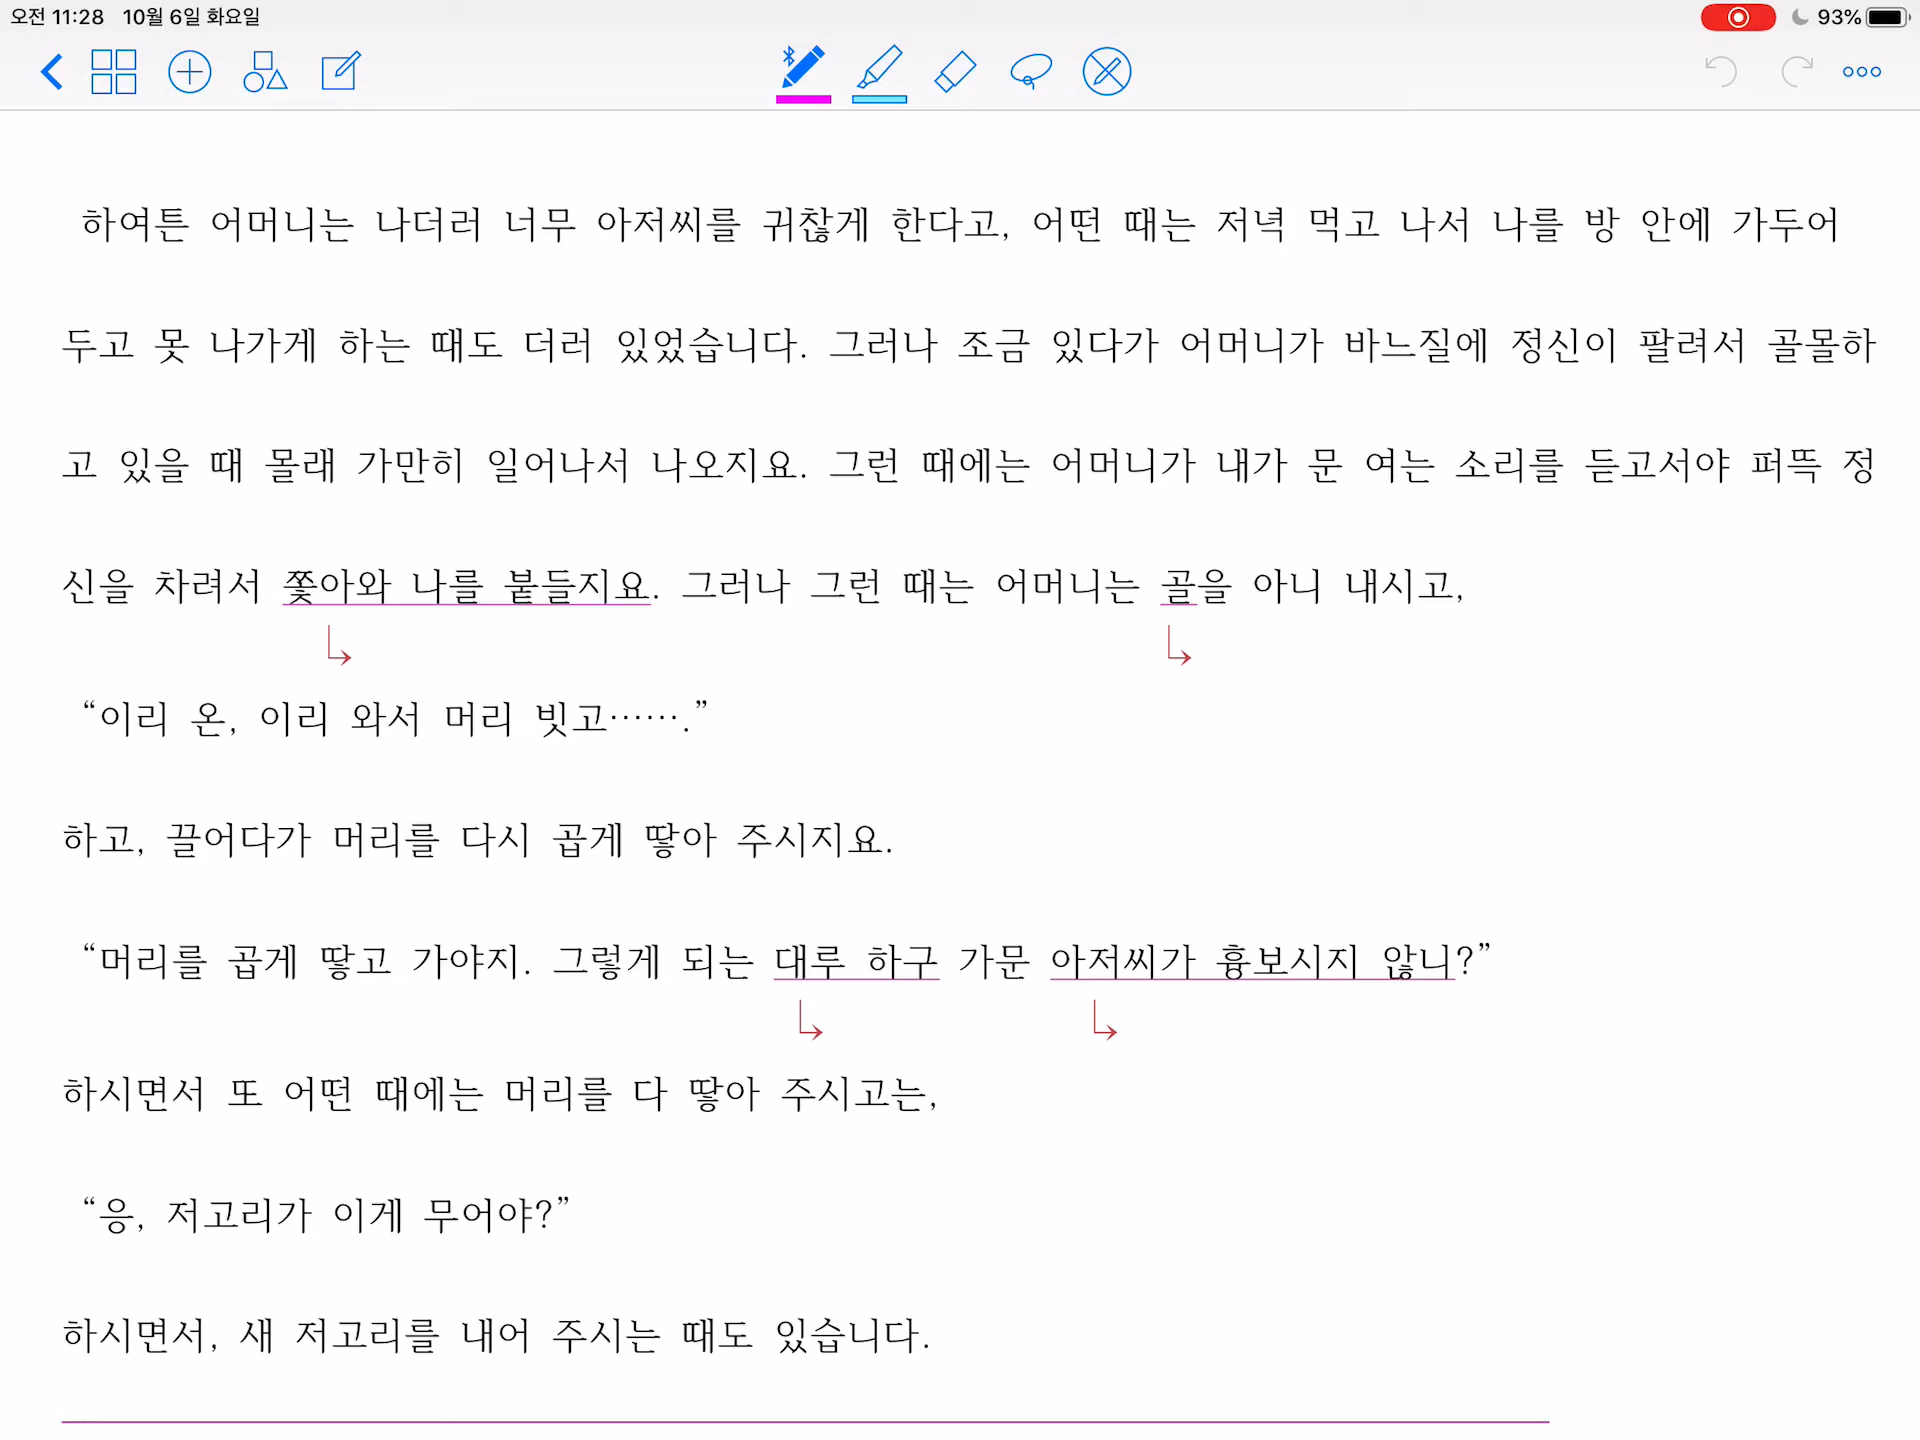 오전 11:28 10월 6일 화요일 93%
하여튼 어머니는 나더러 너무 아저씨를 귀찮게 한다고, 어떤 때는 저녁 먹고 나서 나를 방 안에 가두어
두고 못 나가게 하는 때도 더러 있었습니다. 그러나 조금 있다가 어머니가 바느질에 정신이 팔려서 골몰하
고 있을 때 몰래 가만히 일어나서 나오지요. 그런 때에는 어머니가 내가 문 여는 소리를 듣고서야 퍼뜩 정
신을 차려서 쫓아와 나를 붙들지요. 그러나 그런 때는 어머니는 골을 아니 내시고,
“이리 온, 이리 와서 머리 빗고…….”
하고, 끌어다가 머리를 다시 곱게 땋아 주시지요.
“머리를 곱게 땋고 가야지. 그렇게 되는 대루 하구 가문 아저씨가 흉보시지 않니?”
하시면서 또 어떤 때에는 머리를 다 땋아 주시고는,
“응, 저고리가 이게 무어야?”
하시면서, 새 저고리를 내어 주시는 때도 있습니다.